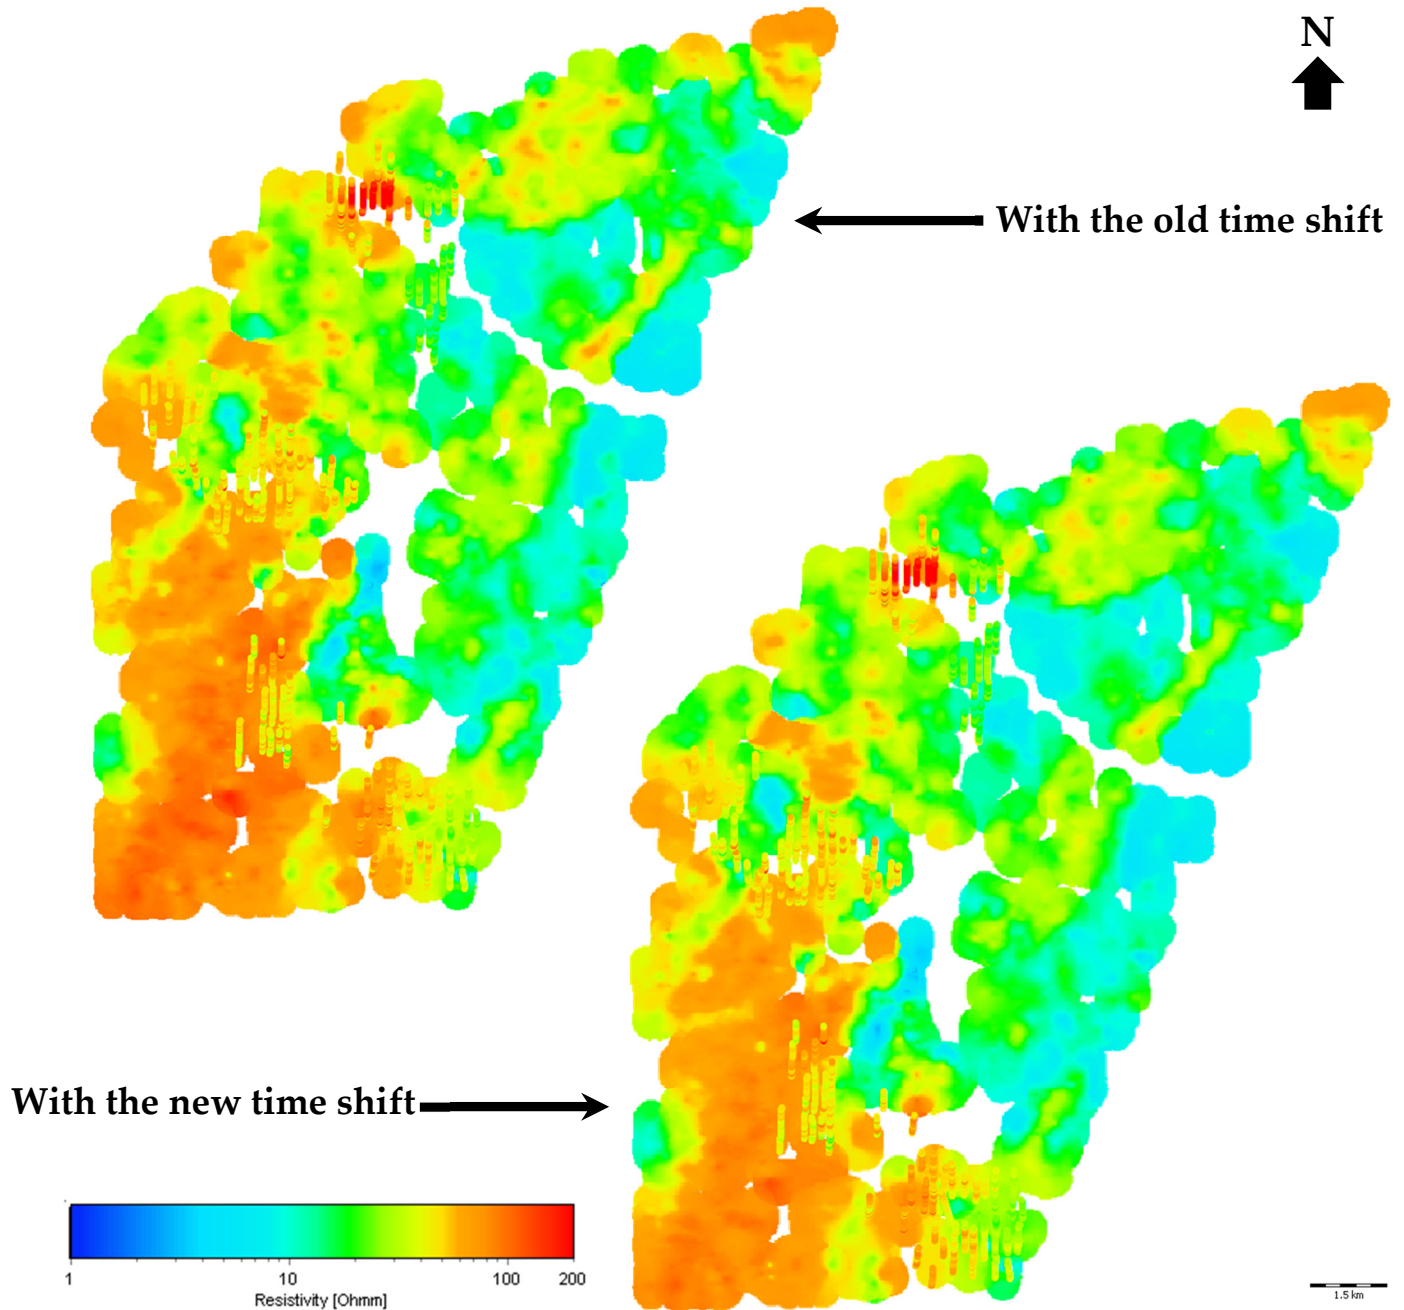 N
With the old time shift
With the new time shift
1 10 100 200
Resistivity [Ohmm]
1.5 km